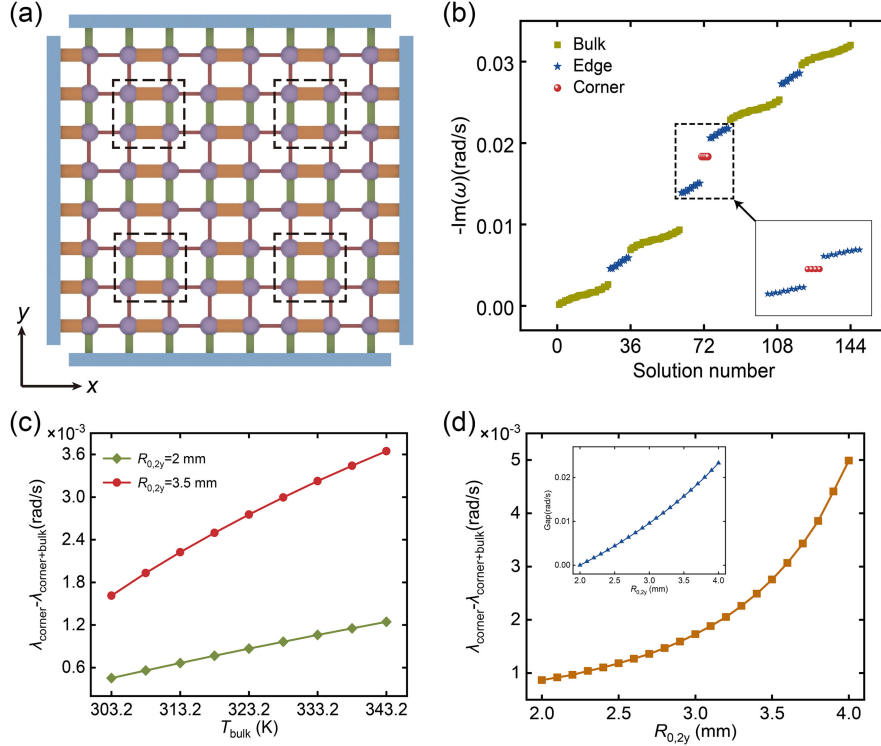 (a)
y
x
(b)
-Im(ω)(rad/s)
0.03
0.02
0.01
0.00
Bulk
Edge
Corner
0 36 72 108 144
Solution number
(c)
×10⁻³
λcorner-λcorner+bulk(rad/s)
3.6
3.0
2.4
1.8
1.2
0.6
R0,2y=2 mm
R0,2y=3.5 mm
303.2 313.2 323.2 333.2 343.2
Tbulk (K)
(d)
×10⁻³
λcorner-λcorner+bulk(rad/s)
5
4
3
2
1
Gap(rad/s)
0.02
0.01
0.00
2.0 2.5 3.0 3.5 4.0
R0,2y (mm)
2.0 2.5 3.0 3.5 4.0
R0,2y (mm)